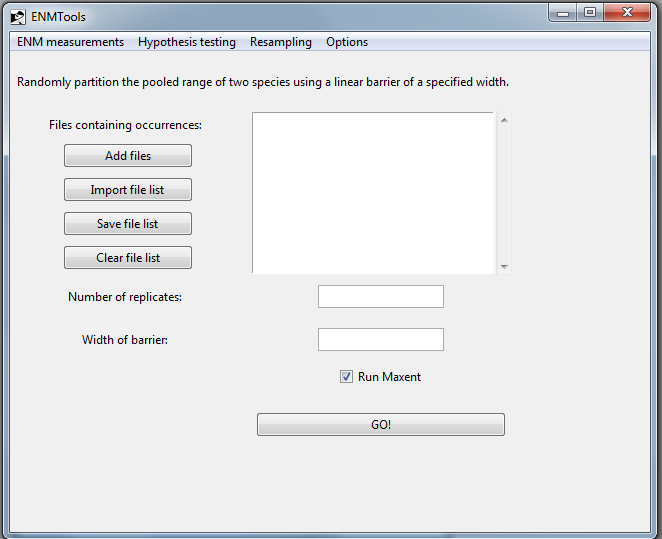 ENMTools
ENM measurements Hypothesis testing Resampling Options
Randomly partition the pooled range of two species using a linear barrier of a specified width.
Files containing occurrences:
Add files
Import file list
Save file list
Clear file list
Number of replicates:
Width of barrier:
Run Maxent
GO!